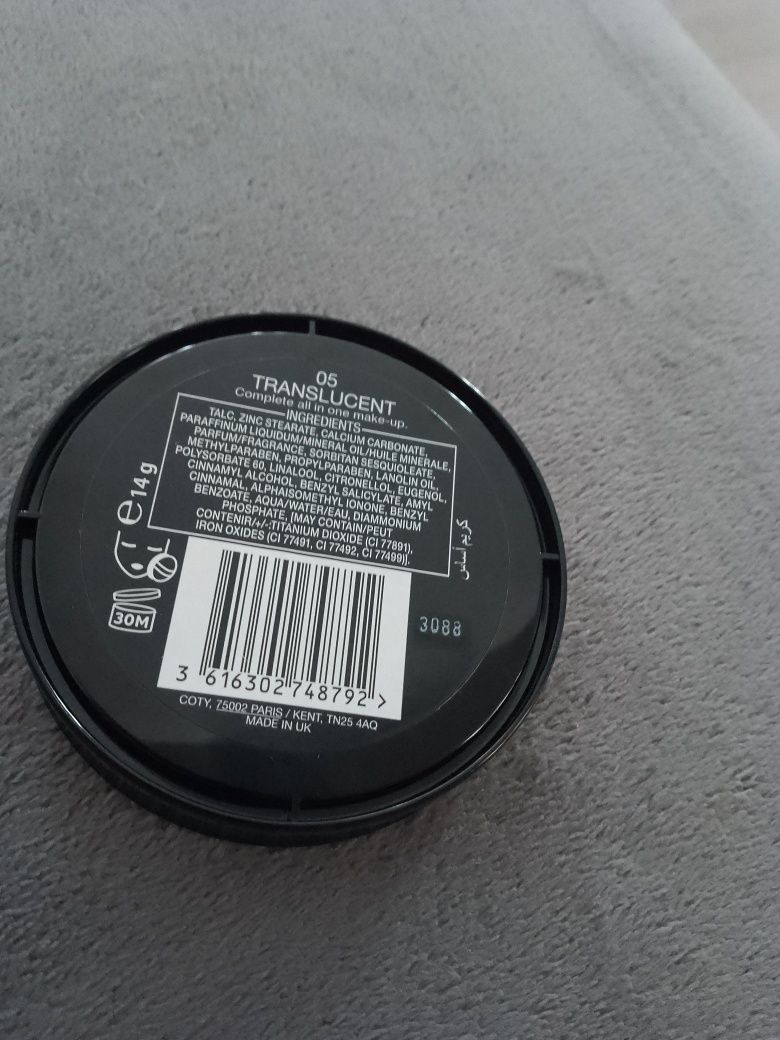 05
TRANSLUCENT
Complete all in one make-up.
INGREDIENTS
TALC, ZINC STEARATE, CALCIUM CARBONATE,
PARAFFINUM LIQUIDUM/MINERAL OIL/HUILE MINERALE,
PARFUM/FRAGRANCE, SORBITAN SESQUIOLEATE,
METHYLPARABEN, PROPYLPARABEN, LANOLIN OIL,
POLYSORBATE 60, LINALOOL, CITRONELLOL, EUGENOL,
CINNAMYL ALCOHOL, BENZYL SALICYLATE, AMYL
CINNAMAL, ALPHAISOMETHYL IONONE, BENZYL
BENZOATE, AQUA/WATER/EAU, DIAMMONIUM
PHOSPHATE, [MAY CONTAIN/PEUT
CONTENIR/+/-:TITANIUM DIOXIDE (CI 77891),
IRON OXIDES (CI 77491, CI 77492, CI 77499)].
e14g
كريم أساس
30M
3088
3 616302 748792 >
COTY, 75002 PARIS / KENT, TN25 4AQ
MADE IN UK